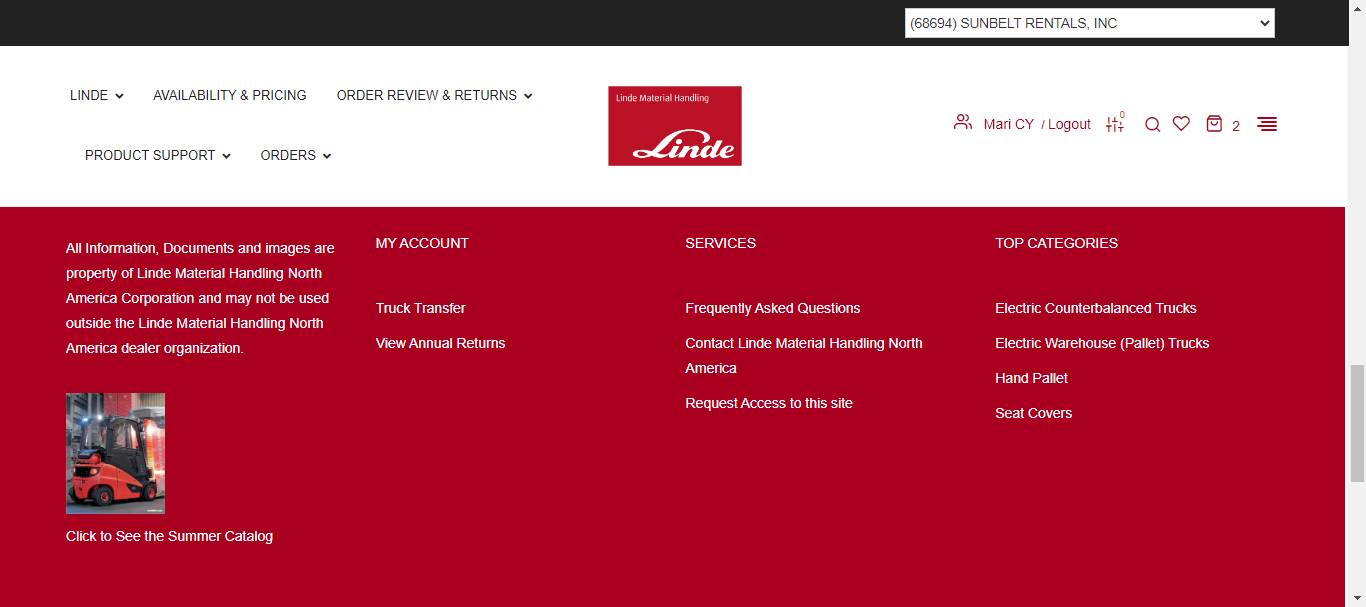 (68694) SUNBELT RENTALS, INC
LINDE
AVAILABILITY & PRICING
ORDER REVIEW & RETURNS
PRODUCT SUPPORT
ORDERS
Linde Material Handling
Linde
Mari CY / Logout
0
2
All Information, Documents and images are
property of Linde Material Handling North
America Corporation and may not be used
outside the Linde Material Handling North
America dealer organization.
Click to See the Summer Catalog
MY ACCOUNT
Truck Transfer
View Annual Returns
SERVICES
Frequently Asked Questions
Contact Linde Material Handling North
America
Request Access to this site
TOP CATEGORIES
Electric Counterbalanced Trucks
Electric Warehouse (Pallet) Trucks
Hand Pallet
Seat Covers